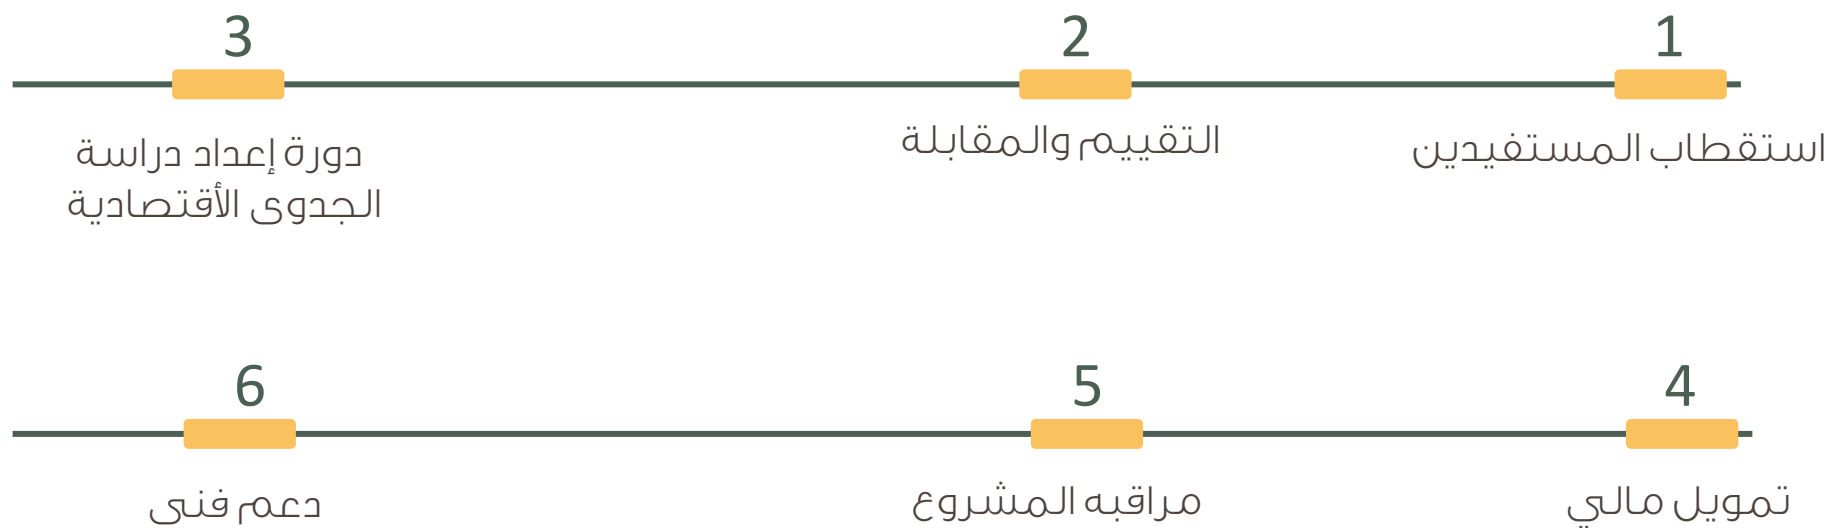 1
استقطاب المستفيدين
2
التقييم والمقابلة
3
دورة إعداد دراسة
الجدوى الأقتصادية
4
تمويل مالي
5
مراقبه المشروع
6
دعم فنى